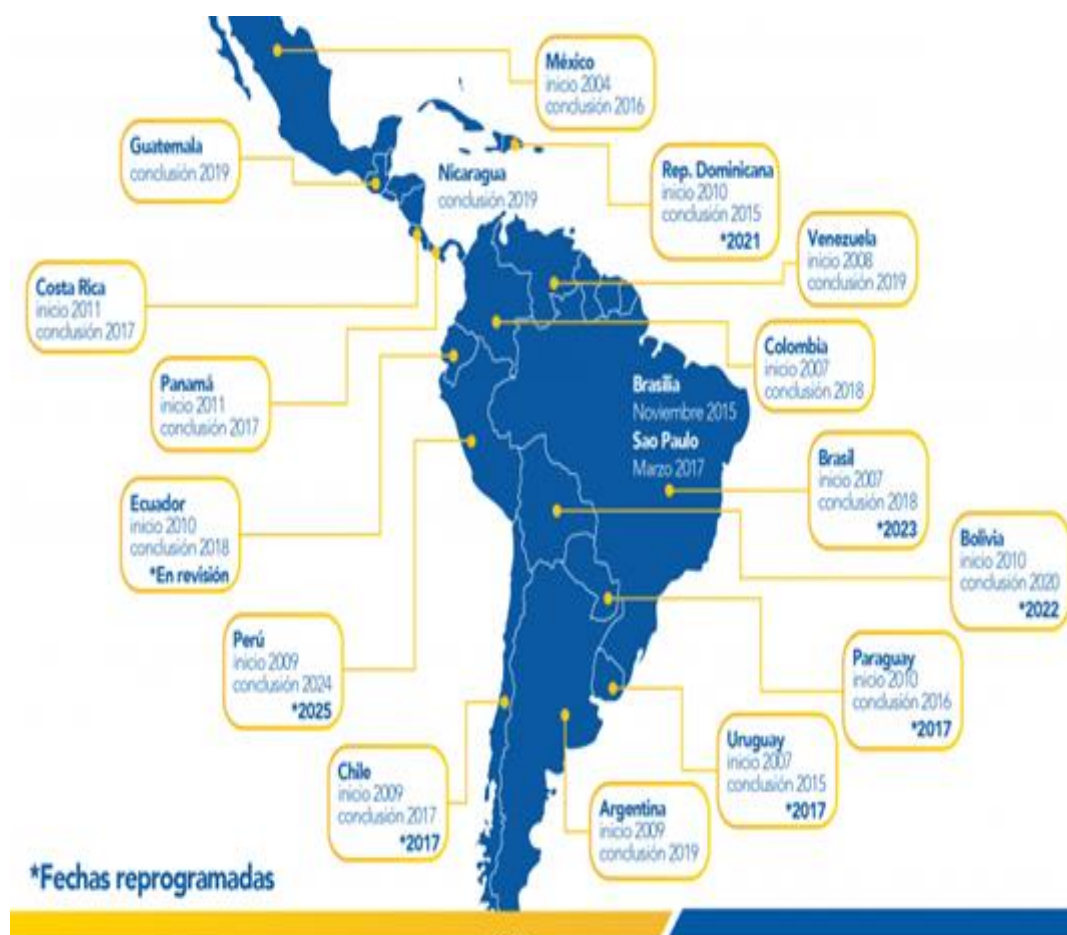 México
inicio 2004
conclusión 2016
Guatemala
conclusión 2019
Nicaragua
conclusión 2019
Rep. Dominicana
inicio 2010
conclusión 2015
*2021
Venezuela
inicio 2008
conclusión 2019
Costa Rica
inicio 2011
conclusión 2017
Colombia
inicio 2007
conclusión 2018
Panamá
inicio 2011
conclusión 2017
Brasilia
Noviembre 2015
Sao Paulo
Marzo 2017
Brasil
inicio 2007
conclusión 2018
*2023
Ecuador
inicio 2010
conclusión 2018
*En revisión
Bolivia
inicio 2010
conclusión 2020
*2022
Perú
inicio 2009
conclusión 2024
*2025
Paraguay
inicio 2010
conclusión 2016
*2017
Uruguay
inicio 2007
conclusión 2015
*2017
Chile
inicio 2009
conclusión 2017
*2017
Argentina
inicio 2009
conclusión 2019
*Fechas reprogramadas